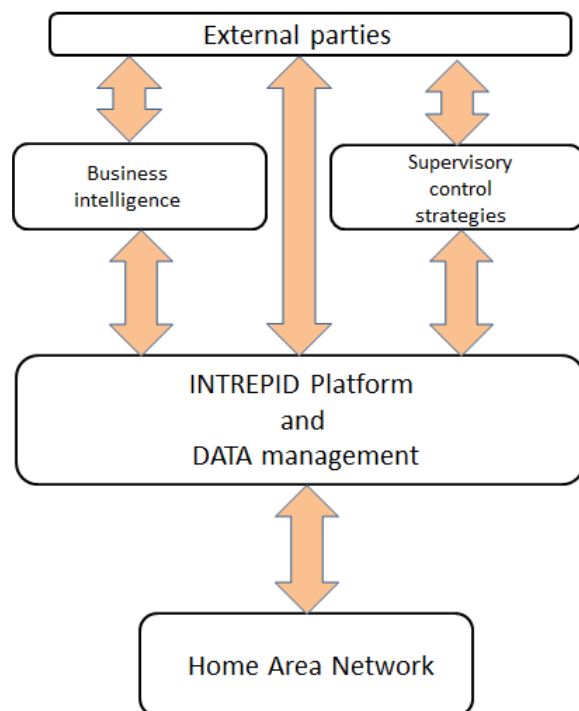 External parties
Business
intelligence
Supervisory
control
strategies
INTREPID Platform
and
DATA management
Home Area Network